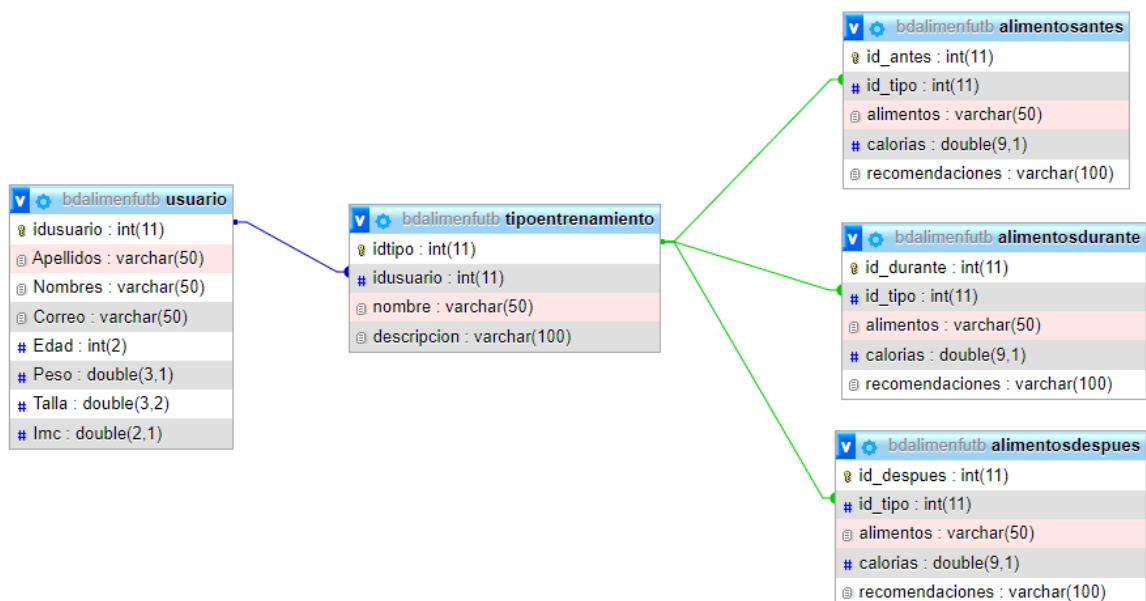 bdalimenfutb usuario
idusuario : int(11)
Apellidos : varchar(50)
Nombres : varchar(50)
Correo : varchar(50)
# Edad : int(2)
# Peso : double(3,1)
# Talla : double(3,2)
# Imc : double(2,1)
bdalimenfutb tipoentrenamiento
idtipo : int(11)
# idusuario : int(11)
nombre : varchar(50)
descripcion : varchar(100)
bdalimenfutb alimentosantes
id_antes : int(11)
# id_tipo : int(11)
alimentos : varchar(50)
# calorias : double(9,1)
recomendaciones : varchar(100)
bdalimenfutb alimentosdurante
id_durante : int(11)
# id_tipo : int(11)
alimentos : varchar(50)
# calorias : double(9,1)
recomendaciones : varchar(100)
bdalimenfutb alimentosdespues
id_despues : int(11)
# id_tipo : int(11)
alimentos : varchar(50)
# calorias : double(9,1)
recomendaciones : varchar(100)